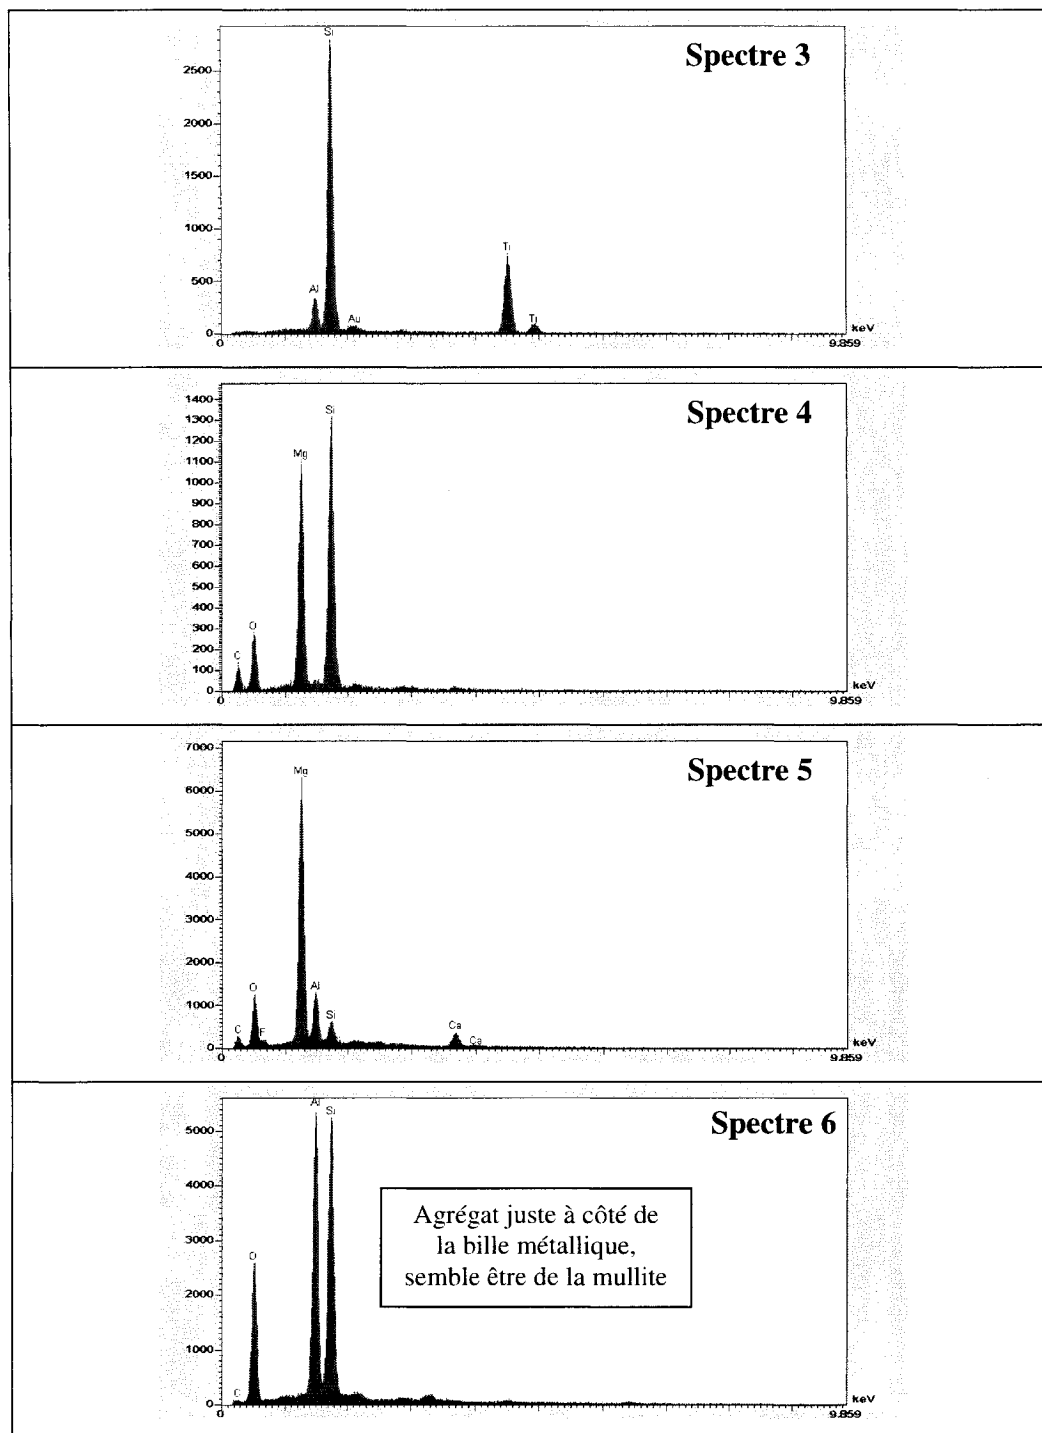 Spectre 3
Si
2500
2000
1500
1000
500
0
Al
Au
Ti
Ti
keV
0
9.859
Spectre 4
1400
1300
1200
1100
1000
900
800
700
600
500
400
300
200
100
0
C
O
Mg
Si
keV
0
9.859
Spectre 5
7000
6000
5000
4000
3000
2000
1000
0
C
O
F
Mg
Al
Si
Ca
Ca
keV
0
9.859
Spectre 6
5000
4000
3000
2000
1000
0
C
O
Al
Si
Agrégat juste à côté de
la bille métallique,
semble être de la mullite
keV
0
9.859